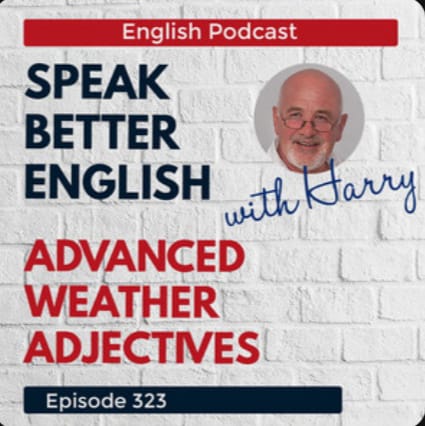 English Podcast
SPEAK
BETTER
ENGLISH
with Harry
ADVANCED
WEATHER
ADJECTIVES
Episode 323